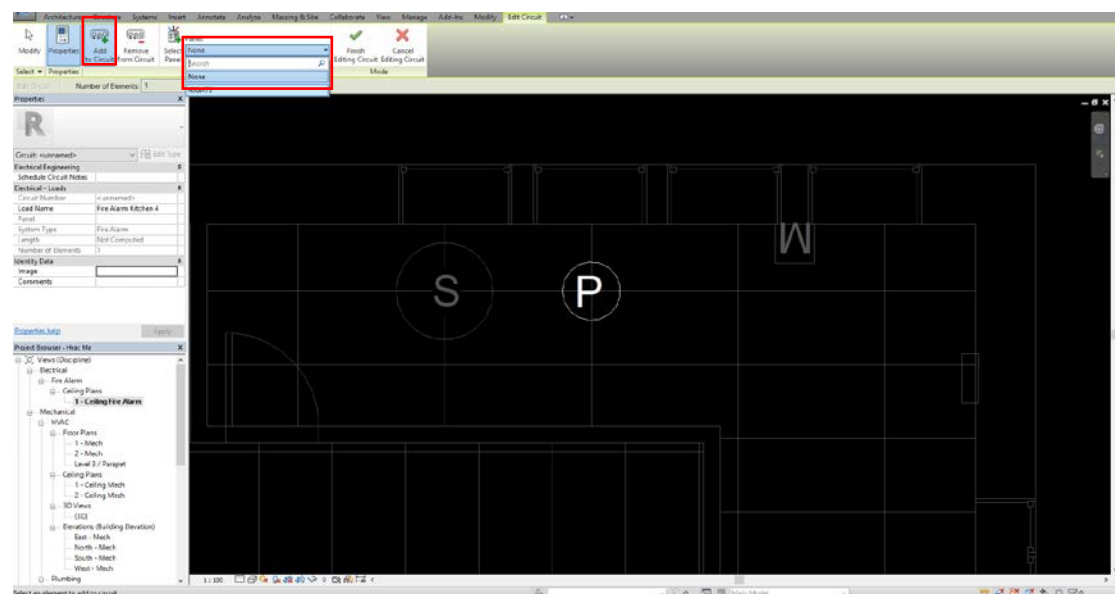 Architecture Structure Systems Insert Annotate Analyze Massing & Site Collaborate View Manage Add-Ins Modify Edit Circuit
Modify Properties Add to Circuit Remove from Circuit Select Panel
Panel:
None
Search
None
Finish Editing Circuit
Cancel Editing Circuit
Select Properties Mode
Edit Circuit Number of Elements: 1
Properties X
R
Circuit: <unnamed> Edit Type
Electrical Engineering
Schedule Circuit Notes
Electrical - Loads
Circuit Number <unnamed>
Load Name Fire Alarm Kitchen 4
Panel
System Type Fire Alarm
Length Not Computed
Number of Elements 1
Identity Data
Image
Comments
Properties help Apply
Project Browser - Hvac Me X
Views (Discipline)
Electrical
Fire Alarm
Ceiling Plans
1 - Ceiling Fire Alarm
Mechanical
HVAC
Floor Plans
1 - Mech
2 - Mech
Level 3 / Parapet
Ceiling Plans
1 - Ceiling Mech
2 - Ceiling Mech
3D Views
{3D}
Elevations (Building Elevation)
East - Mech
North - Mech
South - Mech
West - Mech
Plumbing
S P M
1 : 100
Select an element to add to circuit
Main Model